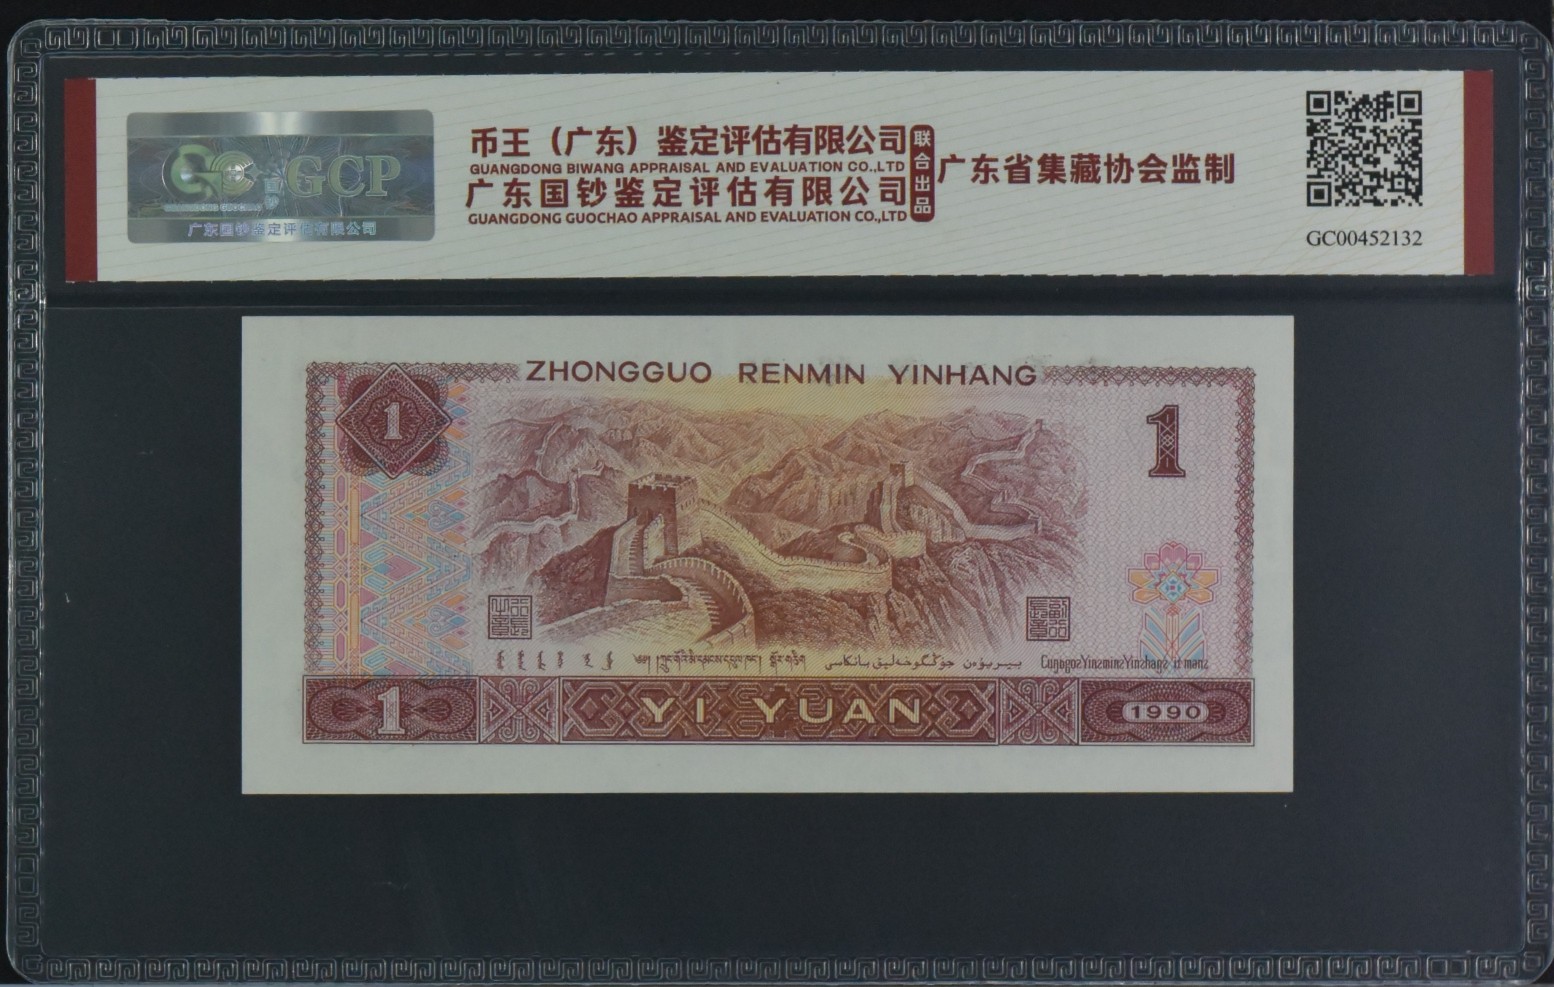 GCP
广东国钞鉴定评估有限公司
币王（广东）鉴定评估有限公司
GUANGDONG BIWANG APPRAISAL AND EVALUATION CO.,LTD
广东国钞鉴定评估有限公司
GUANGDONG GUOCHAO APPRAISAL AND EVALUATION CO.,LTD
联合出品
广东省集藏协会监制
GC00452132
ZHONGGUO RENMIN YINHANG
1
1
1
YI YUAN
1990